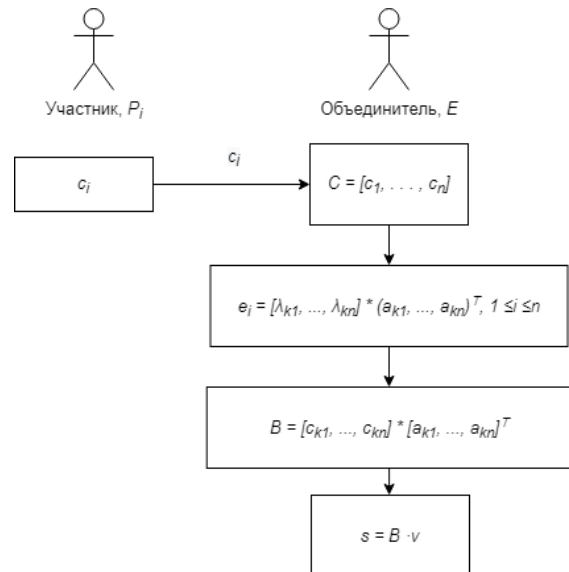 Участник, Pᵢ
Объединитель, E
cᵢ
cᵢ
C = [c₁, . . . , cₙ]
eᵢ = [λₖ₁, ..., λₖₙ] * (aₖ₁, ..., aₖₙ)ᵀ, 1 ≤i ≤n
B = [cₖ₁, ..., cₖₙ] * [aₖ₁, ..., aₖₙ]ᵀ
s = B ·v